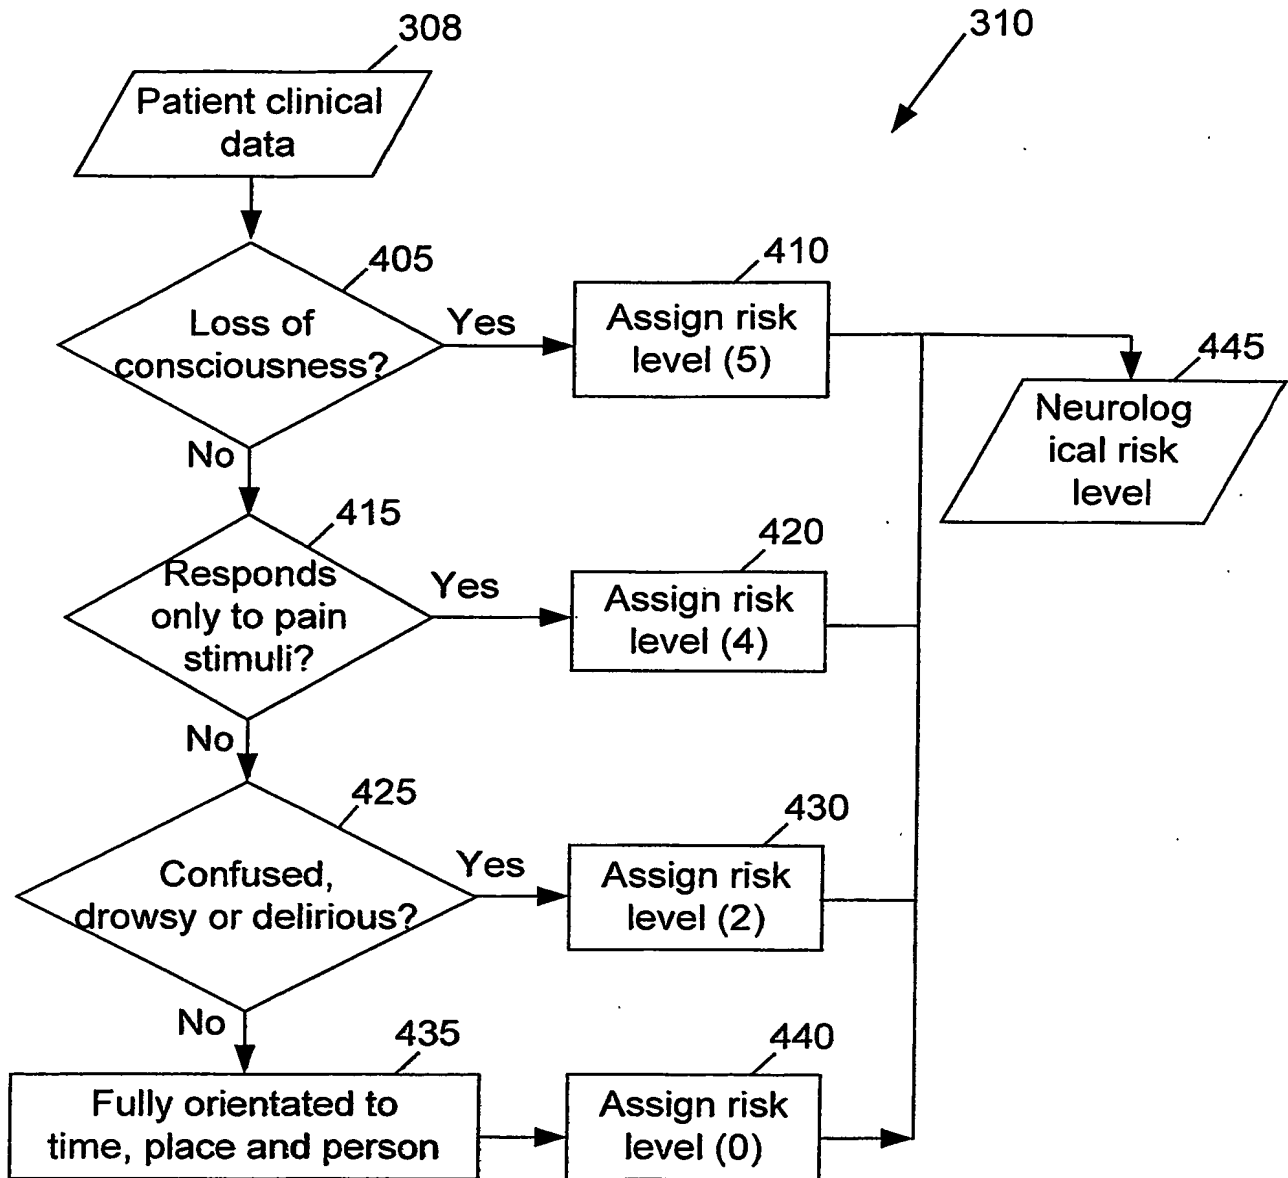 308
310
Patient clinical
data
405
Loss of
consciousness?
Yes
410
Assign risk
level (5)
445
Neurolog
ical risk
level
No
415
Responds
only to pain
stimuli?
Yes
420
Assign risk
level (4)
No
425
Confused,
drowsy or delirious?
Yes
430
Assign risk
level (2)
No
435
Fully orientated to
time, place and person
440
Assign risk
level (0)